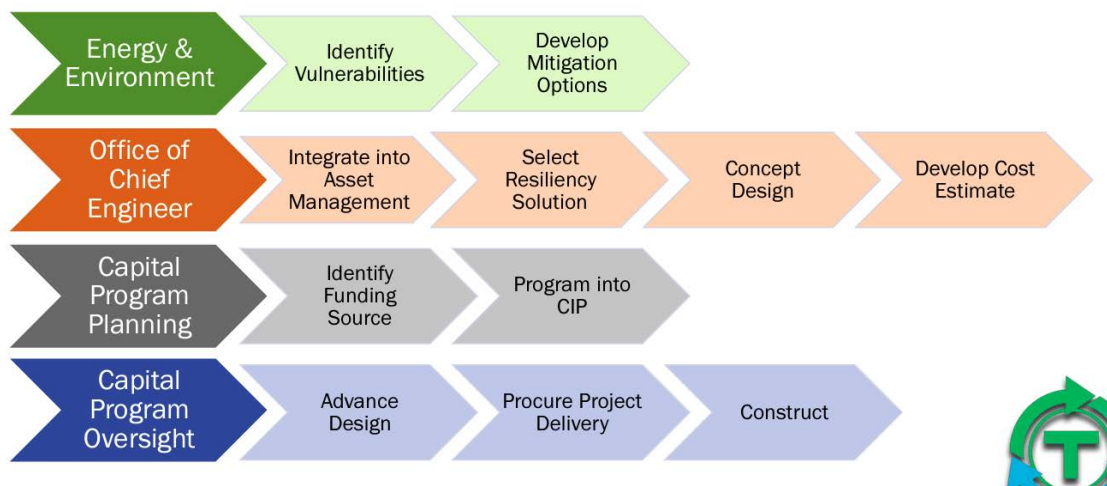 Energy &
Environment
Identify
Vulnerabilities
Develop
Mitigation
Options
Office of
Chief
Engineer
Integrate into
Asset
Management
Select
Resiliency
Solution
Concept
Design
Develop Cost
Estimate
Capital
Program
Planning
Identify
Funding
Source
Program into
CIP
Capital
Program
Oversight
Advance
Design
Procure Project
Delivery
Construct
T